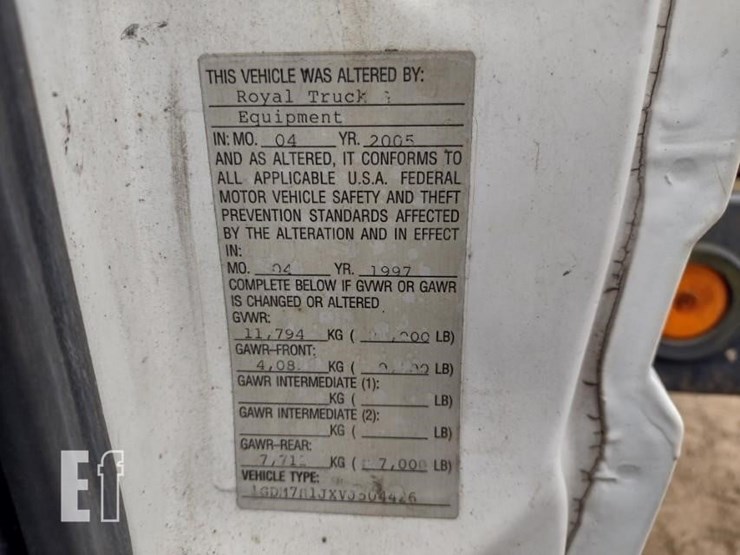 THIS VEHICLE WAS ALTERED BY:
Royal Truck
Equipment
IN: MO. 04 YR. 2005
AND AS ALTERED, IT CONFORMS TO
ALL APPLICABLE U.S.A. FEDERAL
MOTOR VEHICLE SAFETY AND THEFT
PREVENTION STANDARDS AFFECTED
BY THE ALTERATION AND IN EFFECT
IN:
MO. 04 YR. 1997
COMPLETE BELOW IF GVWR OR GAWR
IS CHANGED OR ALTERED
GVWR:
11,794 KG ( LB)
GAWR-FRONT:
KG ( LB)
GAWR INTERMEDIATE (1):
KG ( LB)
GAWR INTERMEDIATE (2):
KG ( LB)
GAWR-REAR:
KG ( LB)
VEHICLE TYPE:
Ef